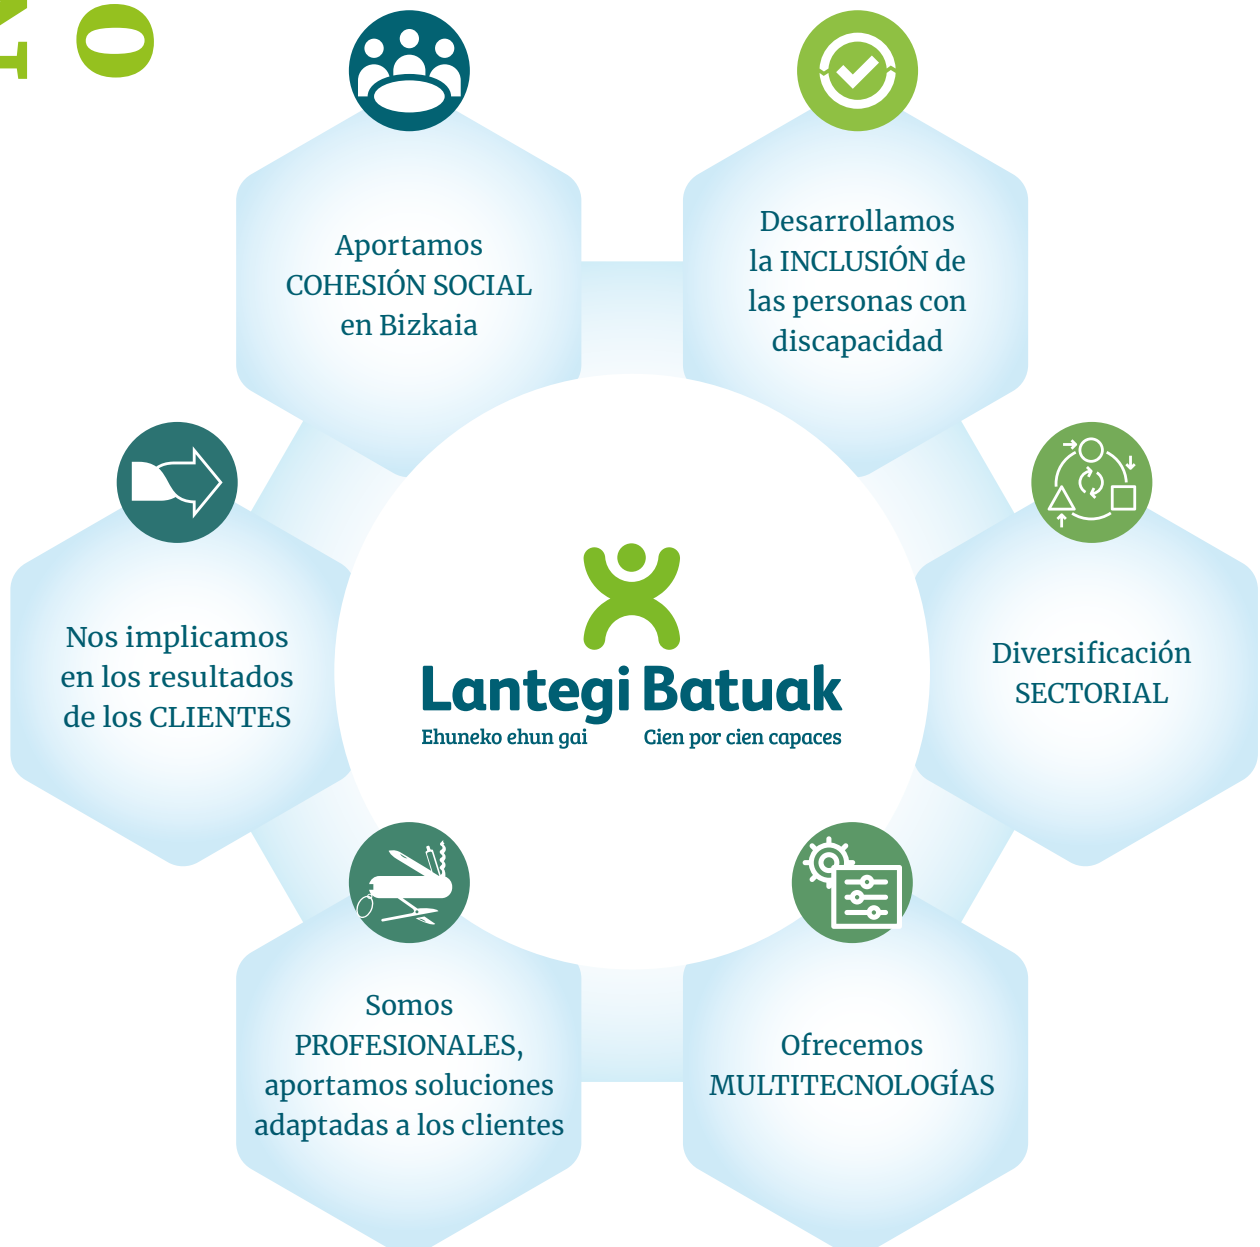 O
Aportamos
COHESIÓN SOCIAL
en Bizkaia
Desarrollamos
la INCLUSIÓN de
las personas con
discapacidad
Nos implicamos
en los resultados
de los CLIENTES
Lantegi Batuak
Ehuneko ehun gai
Cien por cien capaces
Diversificación
SECTORIAL
Somos
PROFESIONALES,
aportamos soluciones
adaptadas a los clientes
Ofrecemos
MULTITECNOLOGÍAS